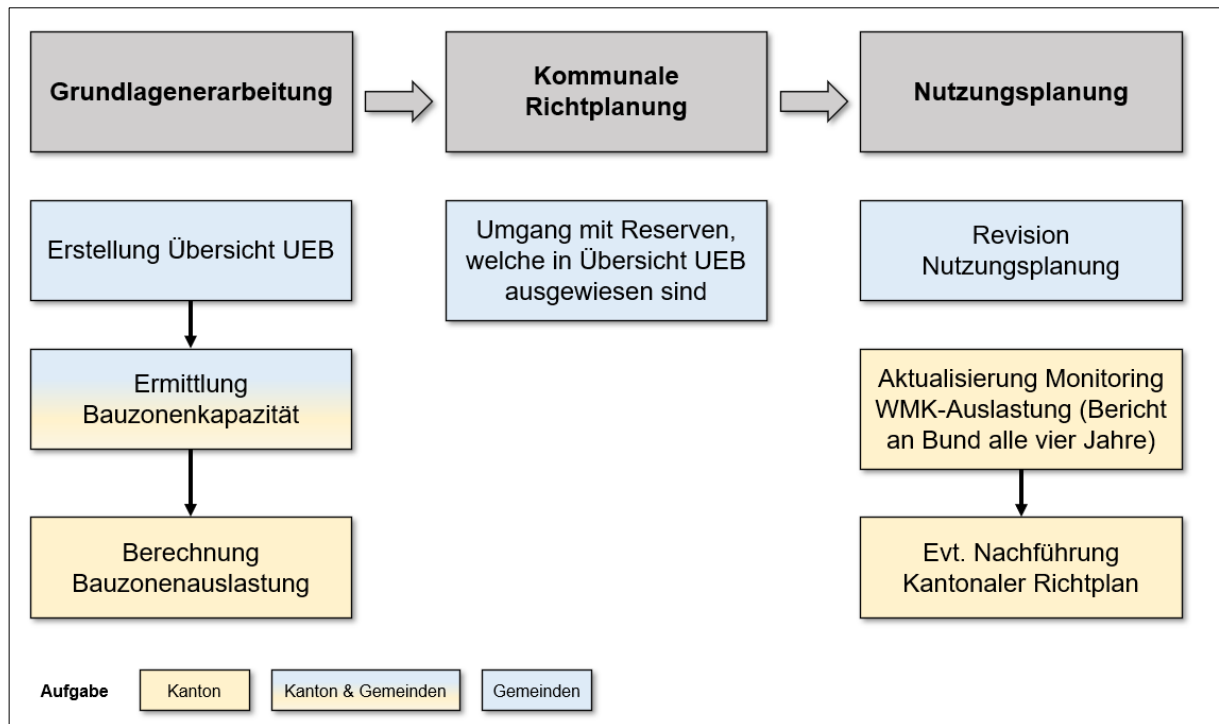 Grundlagenerarbeitung
Kommunale
Richtplanung
Nutzungsplanung
Erstellung Übersicht UEB
Umgang mit Reserven,
welche in Übersicht UEB
ausgewiesen sind
Revision
Nutzungsplanung
Ermittlung
Bauzonenkapazität
Aktualisierung Monitoring
WMK-Auslastung (Bericht
an Bund alle vier Jahre)
Berechnung
Bauzonenauslastung
Evt. Nachführung
Kantonaler Richtplan
Aufgabe
Kanton
Kanton & Gemeinden
Gemeinden